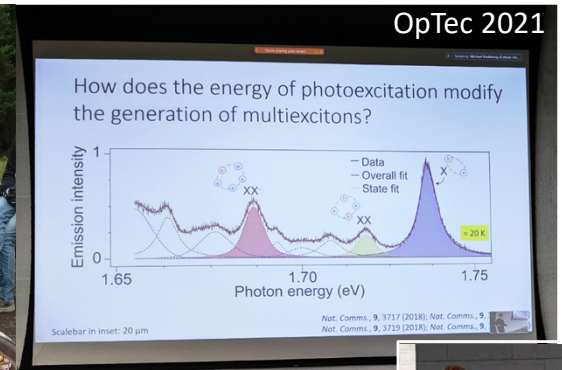 OpTec 2021
How does the energy of photoexcitation modify
the generation of multiexcitons?
Emission intensity
1
0
Data
Overall fit
State fit
XX
XX
X
≈ 20 K
1.65
1.70
1.75
Photon energy (eV)
Scalebar in inset: 20 μm
Nat. Comms., 9, 3717 (2018); Nat. Comms., 9,
Nat. Comms., 9, 3719 (2018); Nat. Comms., 9,